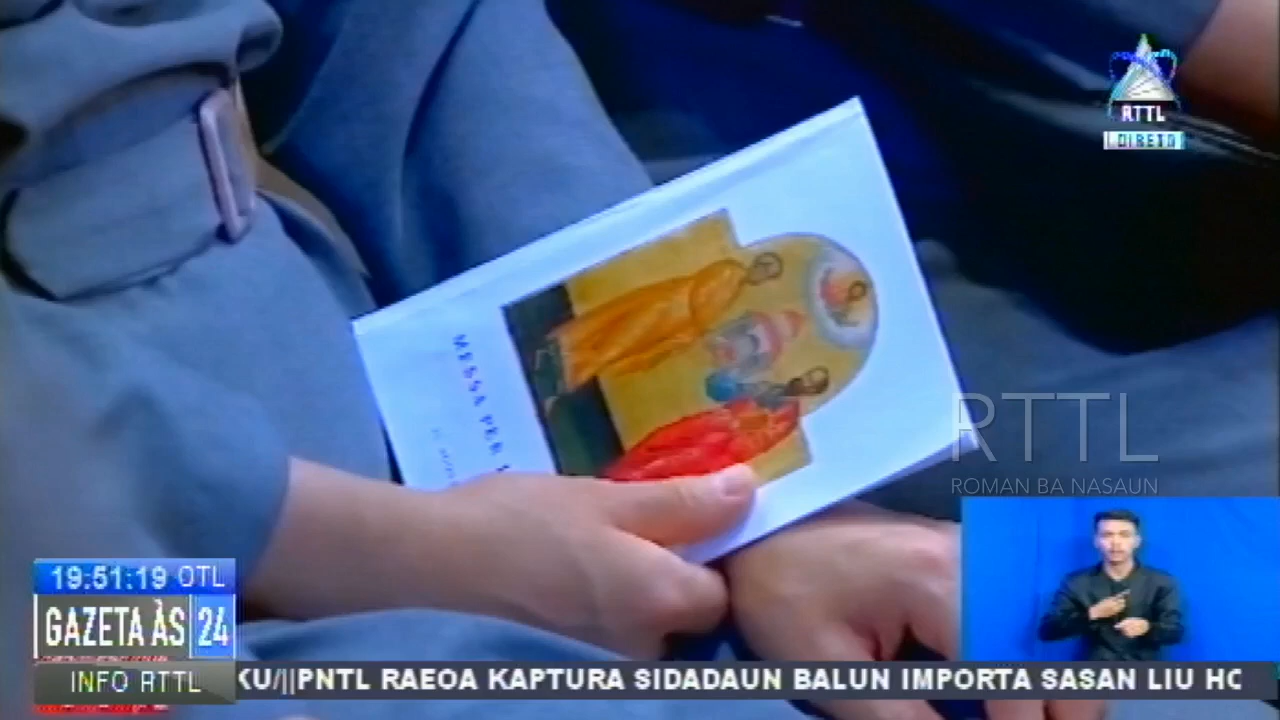 RTTL
DIRETO
MESSA PER
RTTL
ROMAN BA NASAUN
19:51:19 OTL
GAZETA ÀS 24
INFO RTTL
KU/||PNTL RAEOA KAPTURA SIDADAUN BALUN IMPORTA SASAN LIU HO